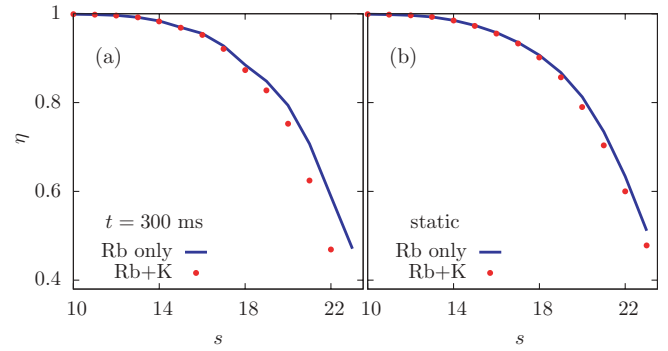 1
0.8
0.6
0.4
η
(a)
t = 300 ms
Rb only
Rb+K
10
14
18
22
s
(b)
static
Rb only
Rb+K
10
14
18
22
s